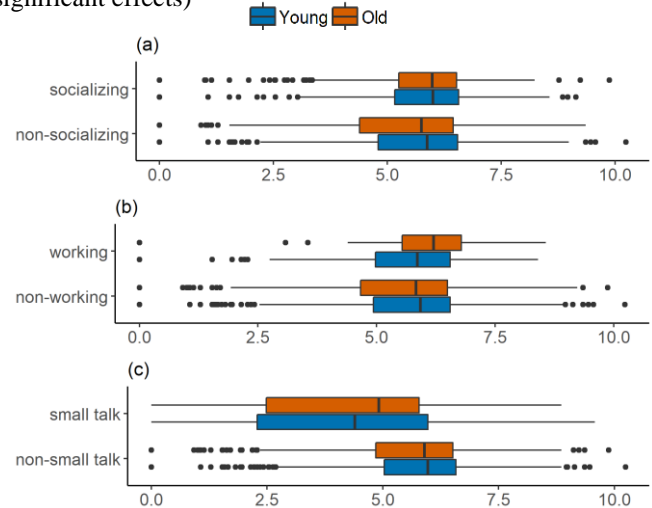 significant effects)
Young Old
(a)
socializing
non-socializing
0.0 2.5 5.0 7.5 10.0
(b)
working
non-working
0.0 2.5 5.0 7.5 10.0
(c)
small talk
non-small talk
0.0 2.5 5.0 7.5 10.0